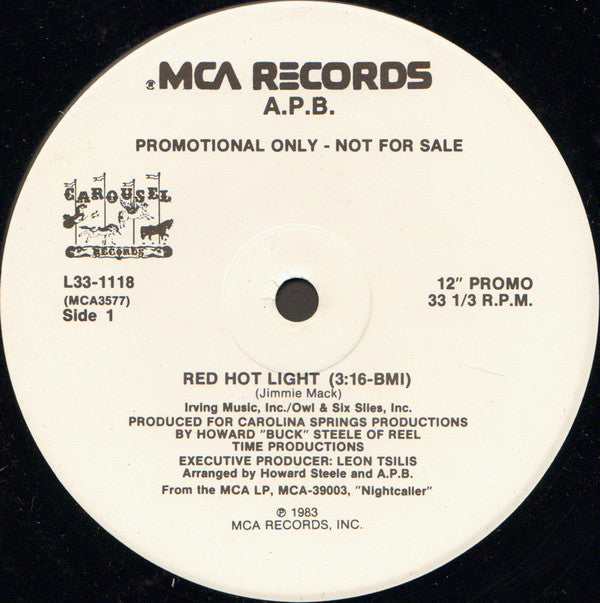 ®MCA RECORDS
A.P.B.
PROMOTIONAL ONLY - NOT FOR SALE
CAROUSEL
RECORDS
L33-1118
(MCA3577)
Side 1
12" PROMO
33 1/3 R.P.M.
RED HOT LIGHT (3:16-BMI)
(Jimmie Mack)
Irving Music, Inc./Owl & Six Slies, Inc.
PRODUCED FOR CAROLINA SPRINGS PRODUCTIONS
BY HOWARD "BUCK" STEELE OF REEL
TIME PRODUCTIONS
EXECUTIVE PRODUCER: LEON TSILIS
Arranged by Howard Steele and A.P.B.
From the MCA LP, MCA-39003, "Nightcaller"
℗ 1983
MCA RECORDS, INC.